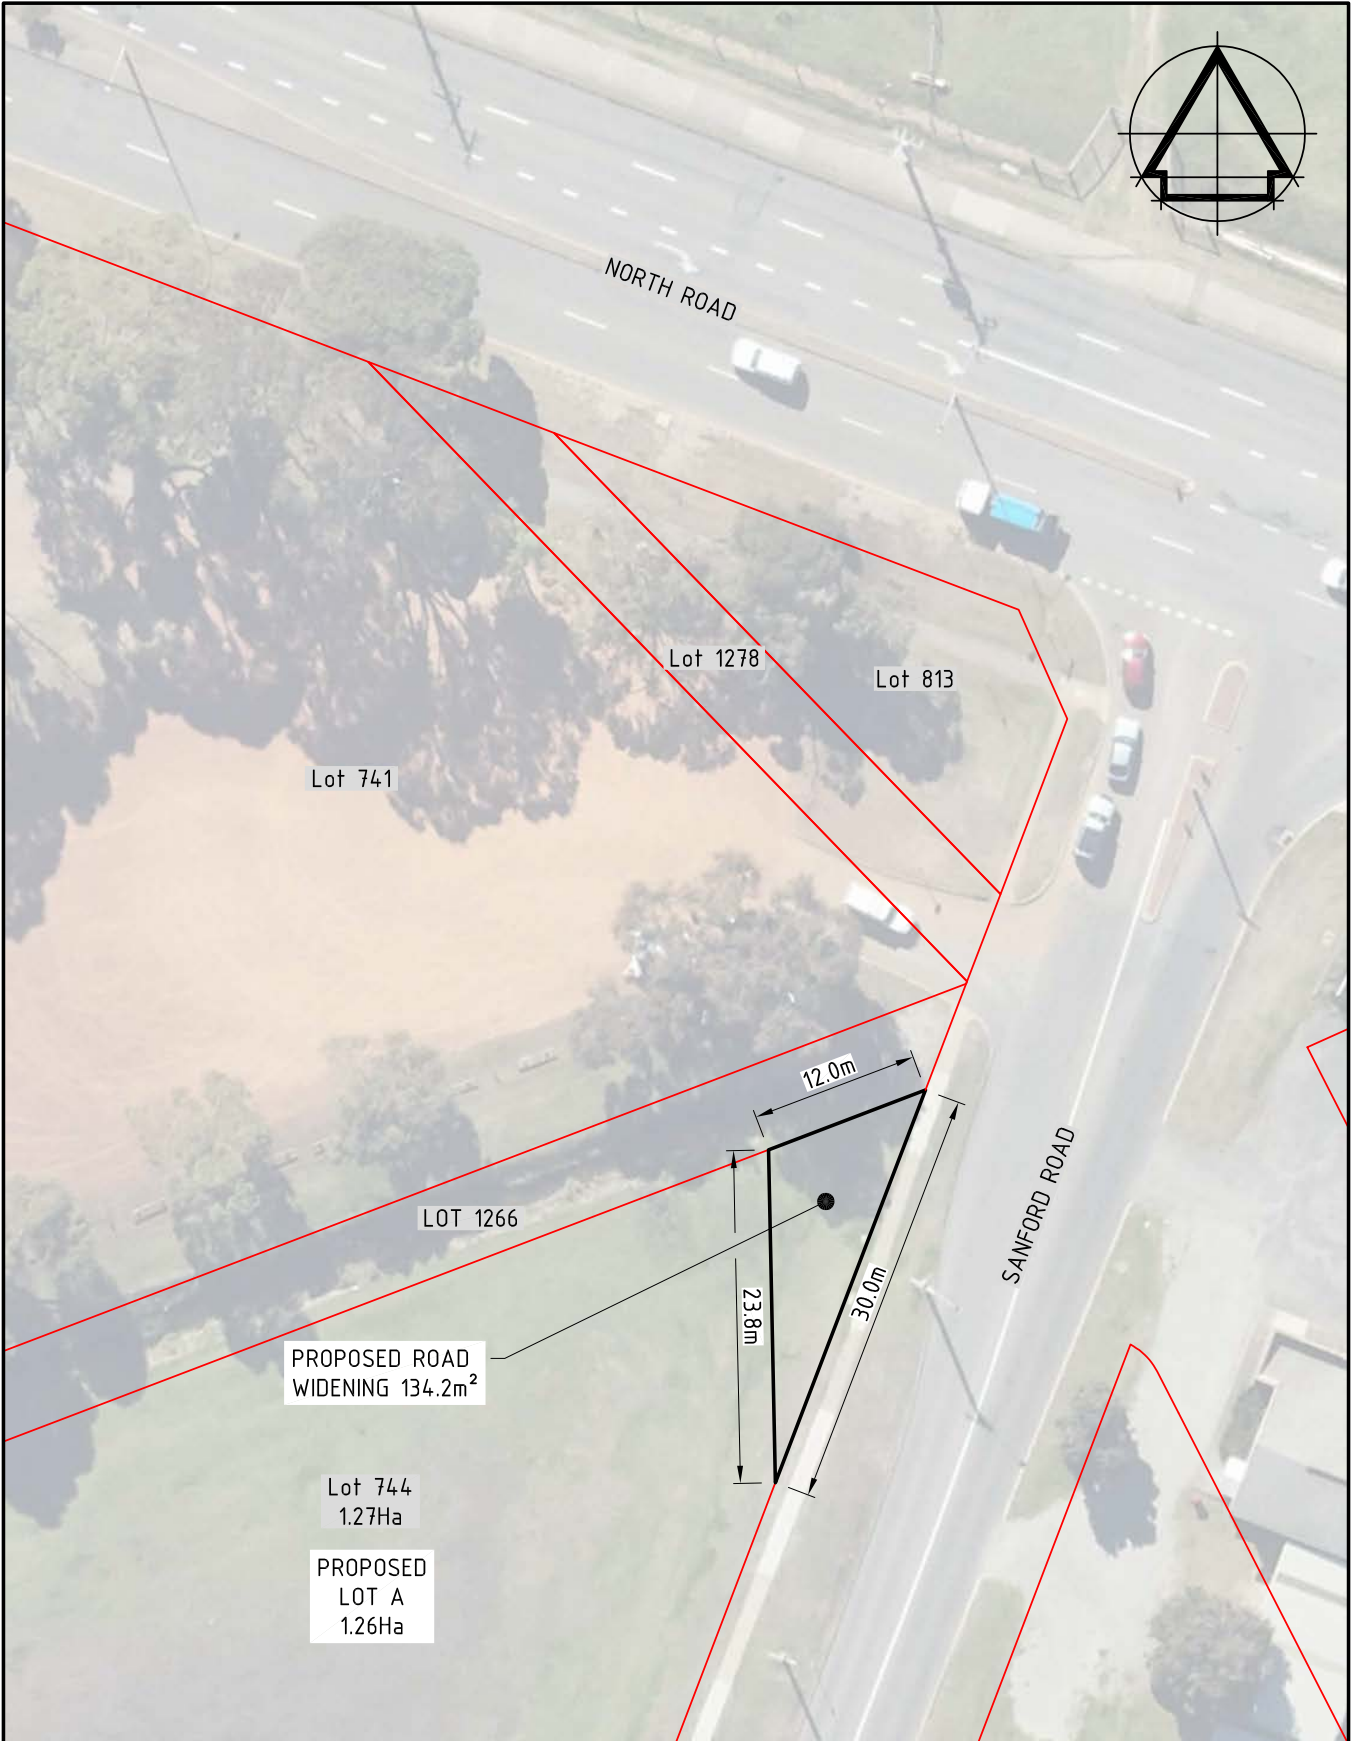 NORTH ROAD
Lot 1278
Lot 813
Lot 741
12.0m
SANFORD ROAD
LOT 1266
23.8m
30.0m
PROPOSED ROAD
WIDENING 134.2m²
Lot 744
1.27Ha
PROPOSED
LOT A
1.26Ha